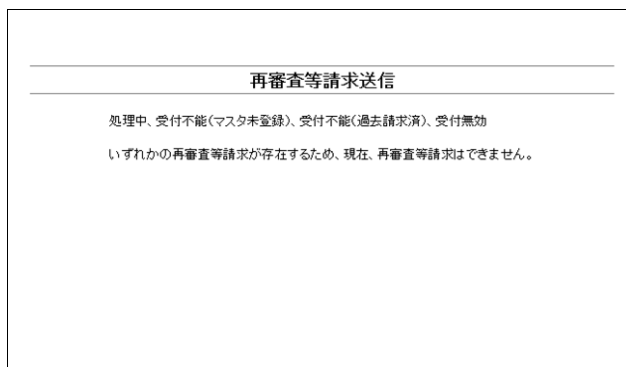 再審査等請求送信
処理中、受付不能(マスタ未登録)、受付不能(過去請求済)、受付無効
いずれかの再審査等請求が存在するため、現在、再審査等請求はできません。